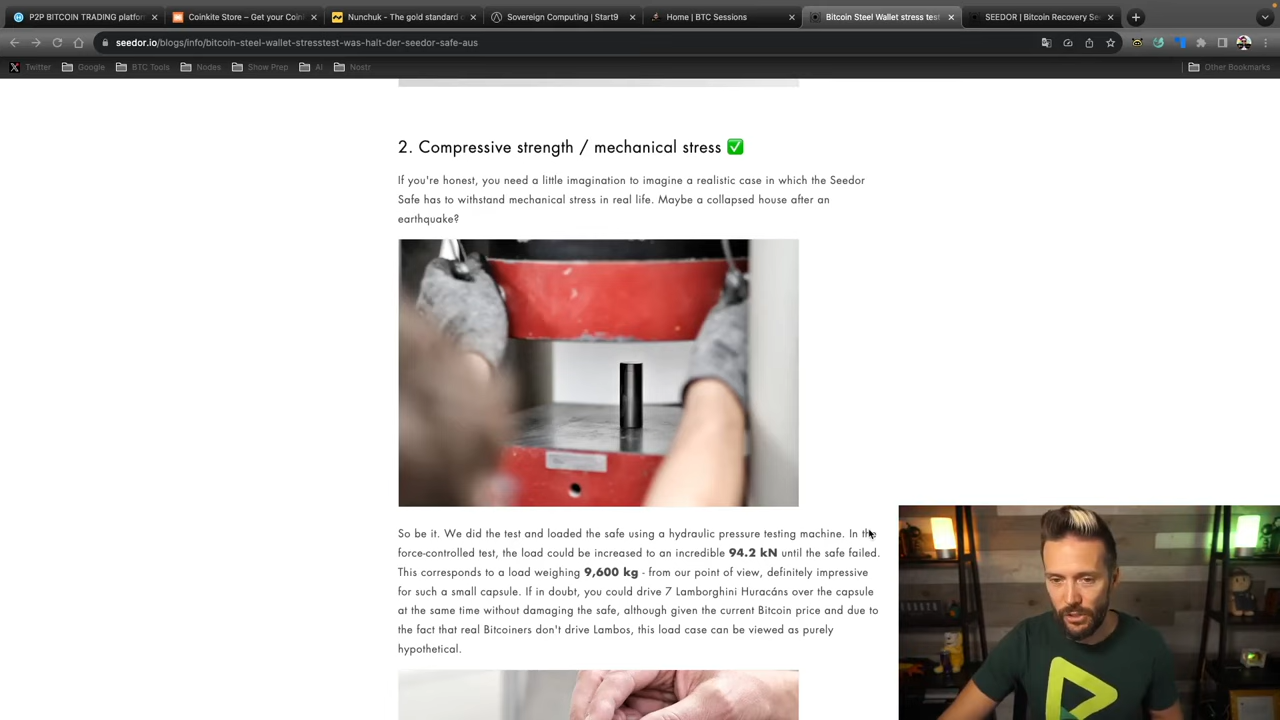 P2P BITCOIN TRADING platfor
Coinkite Store – Get your Coin
Nunchuk - The gold standard o
Sovereign Computing | Start9
Home | BTC Sessions
Bitcoin Steel Wallet stress test
SEEDOR | Bitcoin Recovery See
seedor.io/blogs/info/bitcoin-steel-wallet-stresstest-was-halt-der-seedor-safe-aus
Twitter
Google
BTC Tools
Nodes
Show Prep
AI
Nostr
Other Bookmarks
2. Compressive strength / mechanical stress ✅
If you're honest, you need a little imagination to imagine a realistic case in which the Seedor
Safe has to withstand mechanical stress in real life. Maybe a collapsed house after an
earthquake?
So be it. We did the test and loaded the safe using a hydraulic pressure testing machine. In the
force-controlled test, the load could be increased to an incredible 94.2 kN until the safe failed.
This corresponds to a load weighing 9,600 kg - from our point of view, definitely impressive
for such a small capsule. If in doubt, you could drive 7 Lamborghini Huracáns over the capsule
at the same time without damaging the safe, although given the current Bitcoin price and due to
the fact that real Bitcoiners don't drive Lambos, this load case can be viewed as purely
hypothetical.